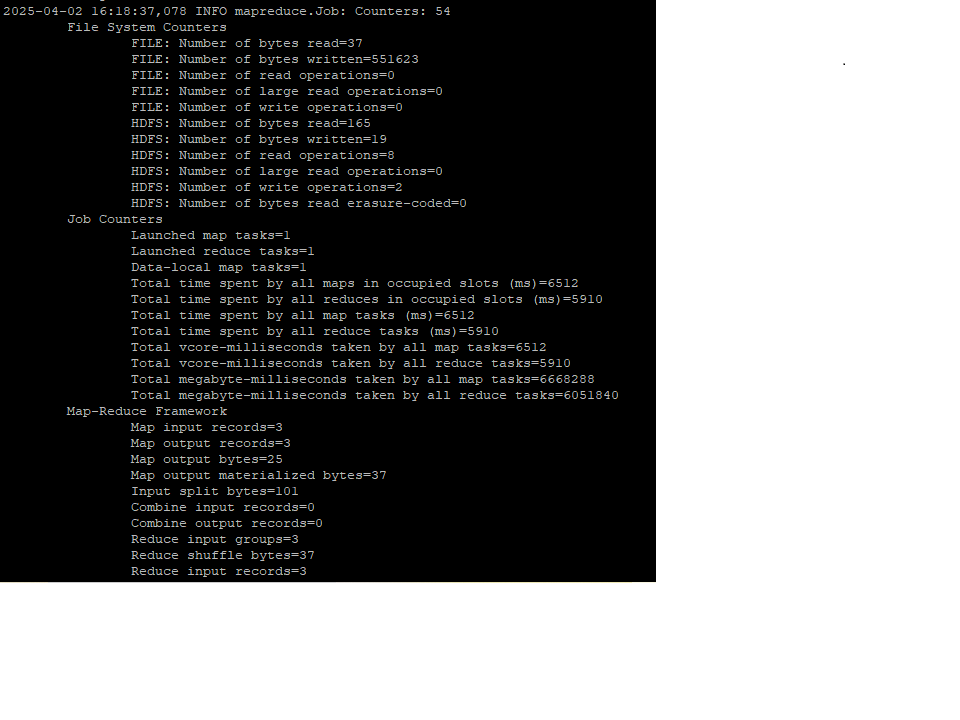 2025-04-02 16:18:37,078 INFO mapreduce.Job: Counters: 54
File System Counters
FILE: Number of bytes read=37
FILE: Number of bytes written=551623
FILE: Number of read operations=0
FILE: Number of large read operations=0
FILE: Number of write operations=0
HDFS: Number of bytes read=165
HDFS: Number of bytes written=19
HDFS: Number of read operations=8
HDFS: Number of large read operations=0
HDFS: Number of write operations=2
HDFS: Number of bytes read erasure-coded=0
Job Counters
Launched map tasks=1
Launched reduce tasks=1
Data-local map tasks=1
Total time spent by all maps in occupied slots (ms)=6512
Total time spent by all reduces in occupied slots (ms)=5910
Total time spent by all map tasks (ms)=6512
Total time spent by all reduce tasks (ms)=5910
Total vcore-milliseconds taken by all map tasks=6512
Total vcore-milliseconds taken by all reduce tasks=5910
Total megabyte-milliseconds taken by all map tasks=6668288
Total megabyte-milliseconds taken by all reduce tasks=6051840
Map-Reduce Framework
Map input records=3
Map output records=3
Map output bytes=25
Map output materialized bytes=37
Input split bytes=101
Combine input records=0
Combine output records=0
Reduce input groups=3
Reduce shuffle bytes=37
Reduce input records=3